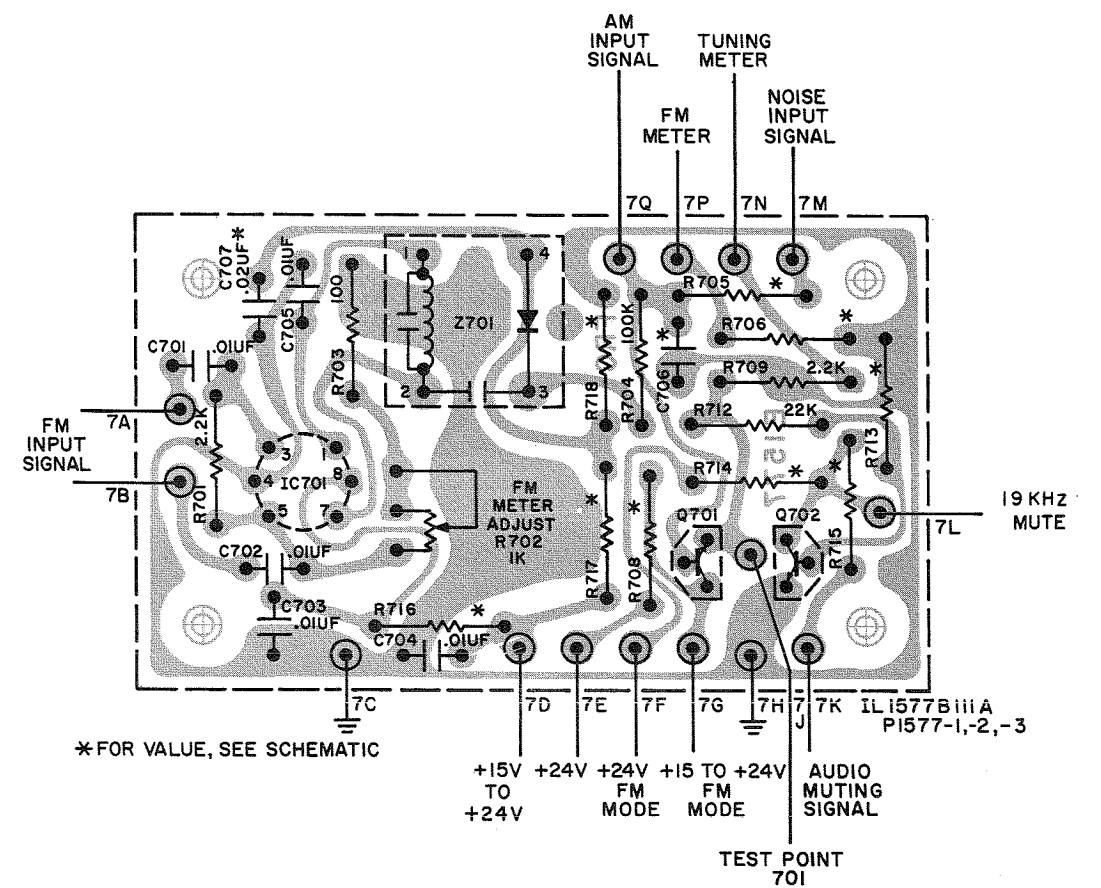 AM
INPUT
SIGNAL
TUNING
METER
FM
METER
NOISE
INPUT
SIGNAL
7Q
7P
7N
7M
C707
.02UF*
.01UF
C705
100
R703
1
4
Z701
2
3
*
R718
100K
R704
*
C706
R705
*
R706
*
R709
2.2K
R712
22K
*
R713
C701
.01UF
7A
FM
INPUT
SIGNAL
7B
2.2K
R701
3
1
4
IC701
8
5
7
FM
METER
ADJUST
R702
1K
R714
*
*
R715
*
R717
*
R708
Q701
Q702
7L
19 KHz
MUTE
C702
.01UF
C703
.01UF
R716
*
C704
.01UF
7C
7D
7E
7F
7G
7H
7
J
7K
IL1577B111A
P1577-1,-2,-3
*FOR VALUE, SEE SCHEMATIC
+15V
TO
+24V
+24V
+24V
FM
MODE
+15 TO +24V
FM
MODE
AUDIO
MUTING
SIGNAL
TEST POINT
701